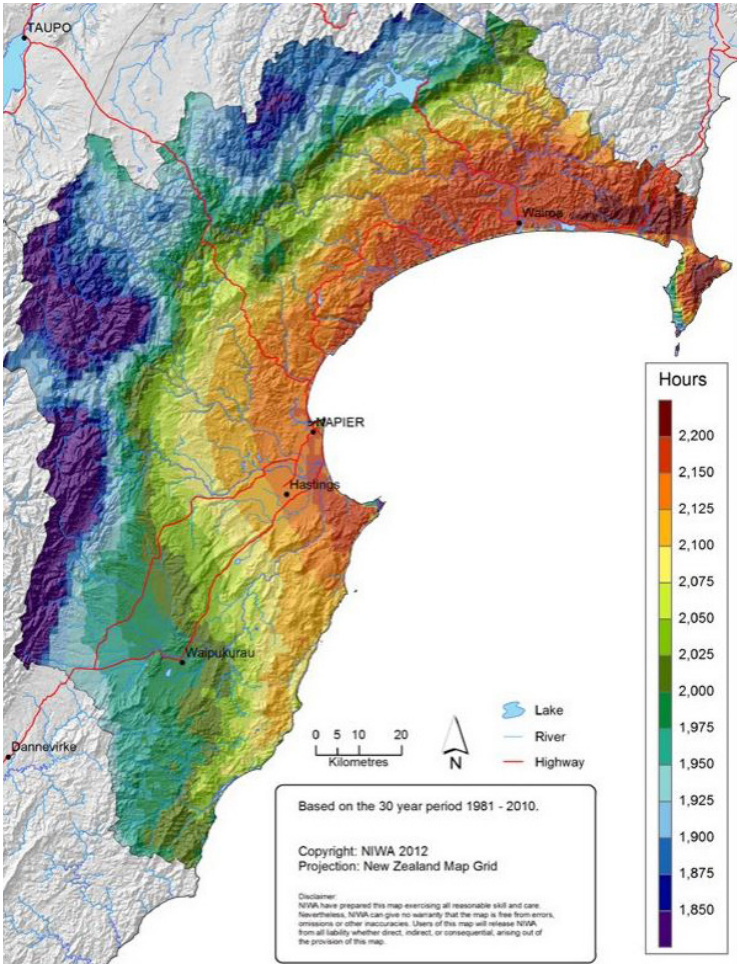 TAUPO
Wairoa
NAPIER
Hastings
Waipukurau
Dannevirke
Hours
2,200
2,150
2,125
2,100
2,075
2,050
2,025
2,000
1,975
1,950
1,925
1,900
1,875
1,850
Lake
River
Highway
0 5 10 20
Kilometres
N
Based on the 30 year period 1981 - 2010.
Copyright: NIWA 2012
Projection: New Zealand Map Grid
Disclaimer:
NIWA have prepared this map exercising all reasonable skill and care.
Nevertheless, NIWA can give no warranty that the map is free from errors,
omissions or other inaccuracies. Users of this map will release NIWA
from all liability whether direct, indirect, or consequential, arising out of
the provision of this map.